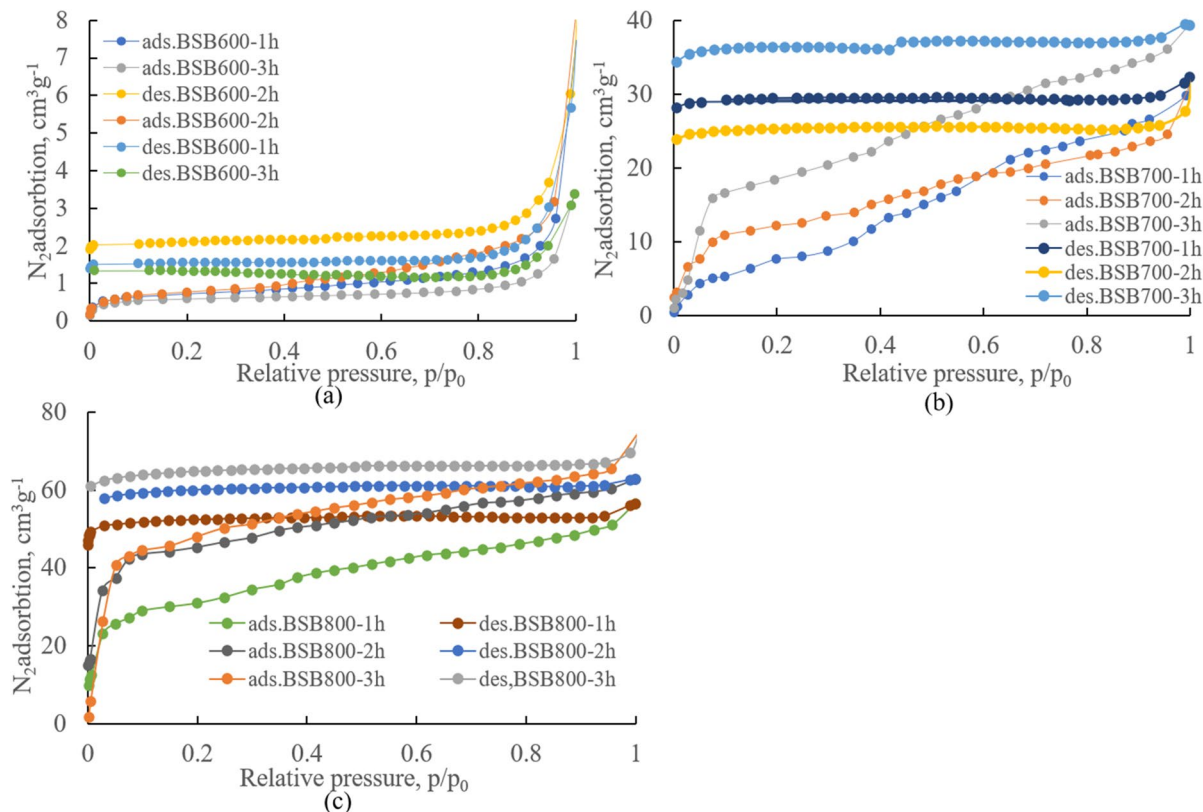 8
7
6
5
4
3
2
1
0
N₂adsorbtion, cm³g⁻¹
ads.BSB600-1h
ads.BSB600-3h
des.BSB600-2h
ads.BSB600-2h
des.BSB600-1h
des.BSB600-3h
0 0.2 0.4 0.6 0.8 1
Relative pressure, p/p₀
(a)
40
30
20
10
0
N₂adsorbtion, cm³g⁻¹
ads.BSB700-1h
ads.BSB700-2h
ads.BSB700-3h
des.BSB700-1h
des.BSB700-2h
des.BSB700-3h
0 0.2 0.4 0.6 0.8 1
Relative pressure, p/p₀
(b)
80
60
40
20
0
N₂adsorbtion, cm³g⁻¹
ads.BSB800-1h des.BSB800-1h
ads.BSB800-2h des.BSB800-2h
ads.BSB800-3h des,BSB800-3h
0 0.2 0.4 0.6 0.8 1
Relative pressure, p/p₀
(c)